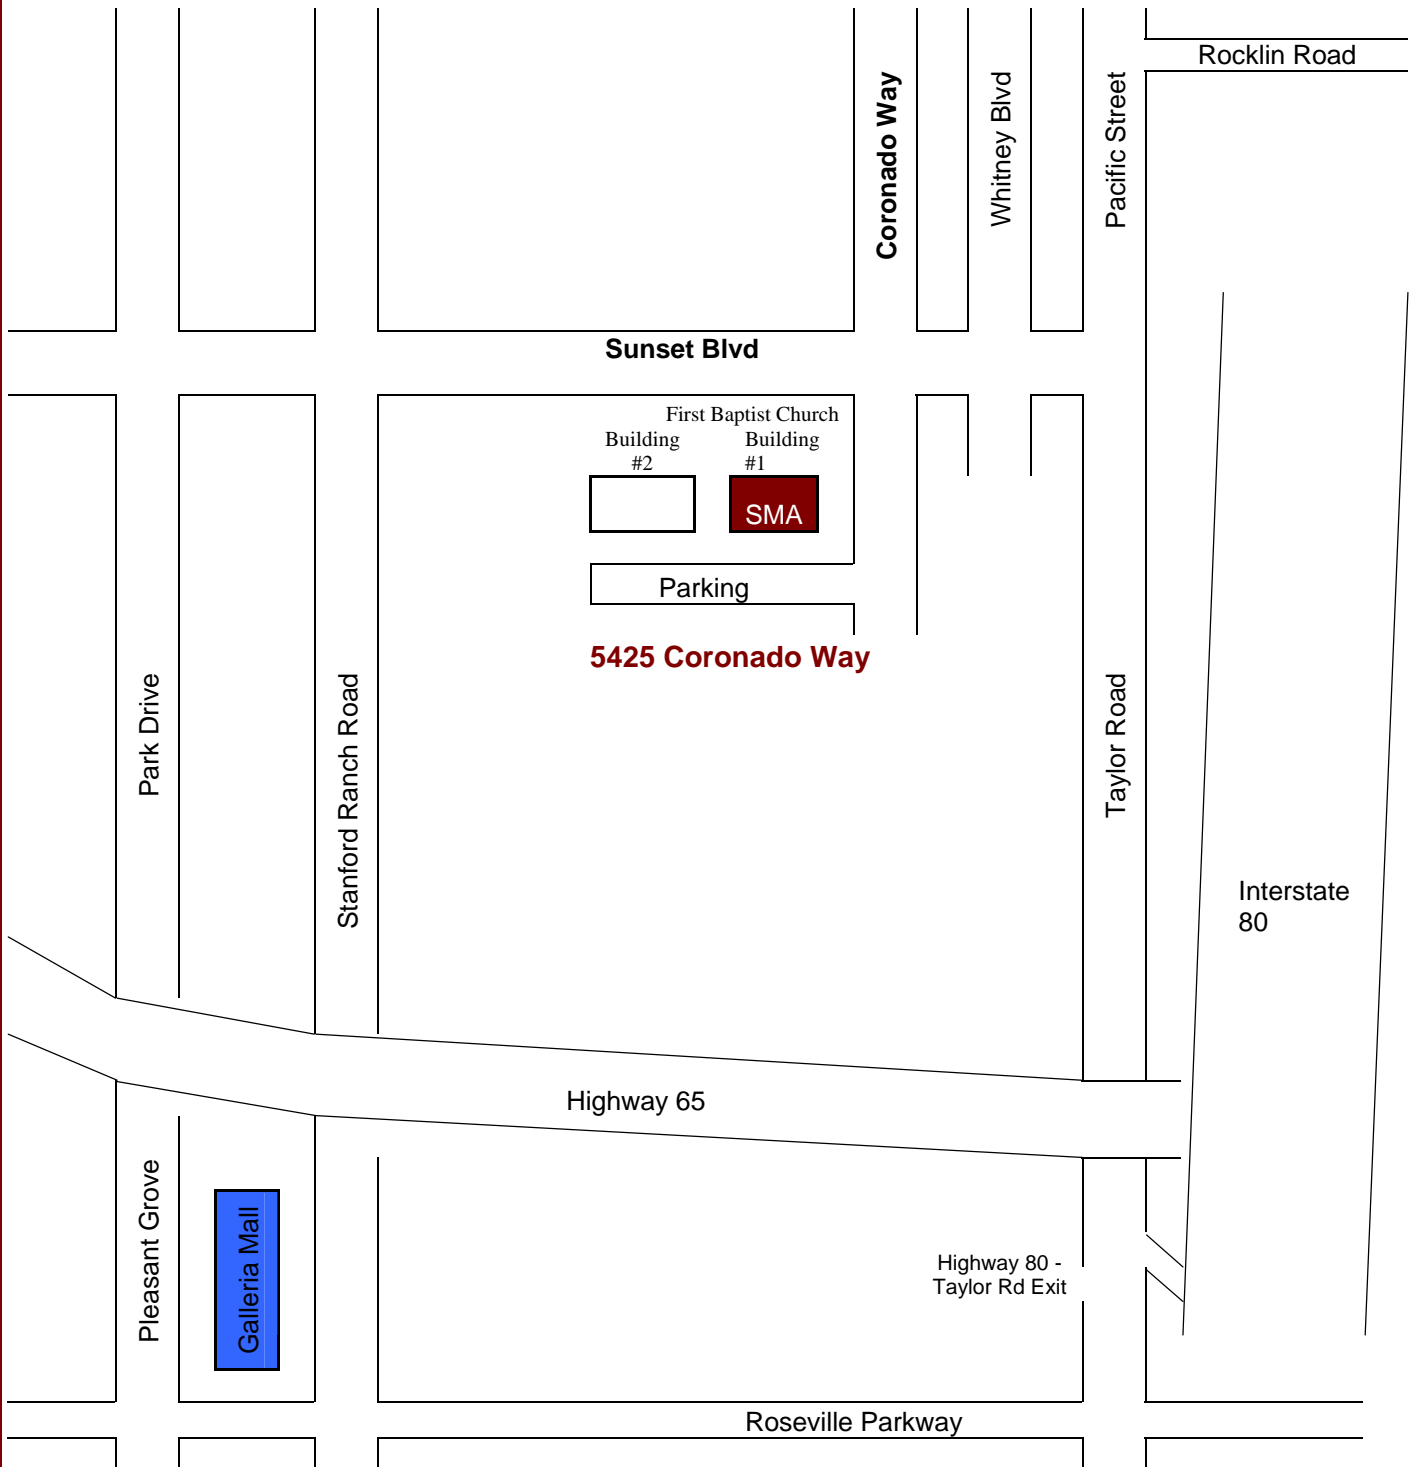 Rocklin Road
Coronado Way
Whitney Blvd
Pacific Street
Sunset Blvd
First Baptist Church
Building
#2
Building
#1
SMA
Parking
5425 Coronado Way
Park Drive
Stanford Ranch Road
Taylor Road
Interstate
80
Highway 65
Pleasant Grove
Galleria Mall
Highway 80 -
Taylor Rd Exit
Roseville Parkway